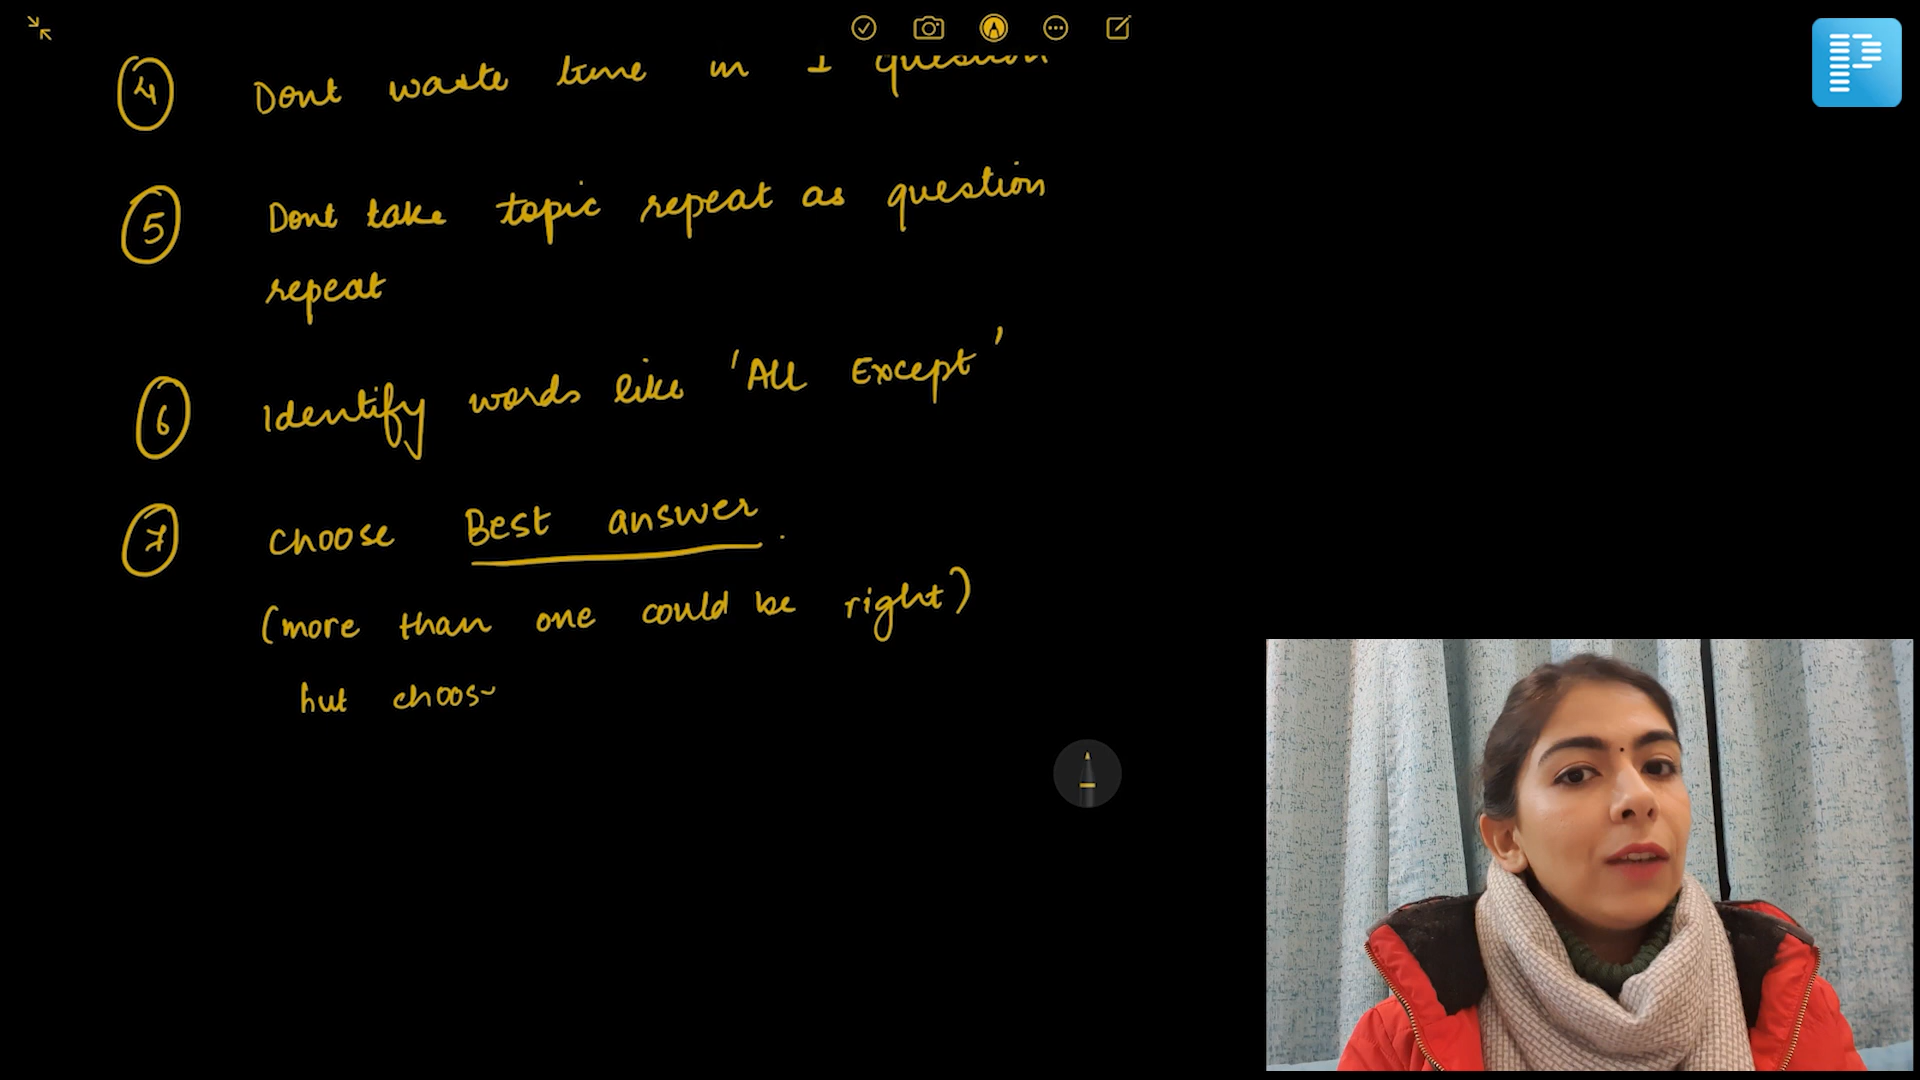 4 Dont waste time in 1 question
5 Dont take topic repeat as question
repeat
6 Identify words like 'All Except'
7 Choose Best answer.
(more than one could be right)
but choos
P